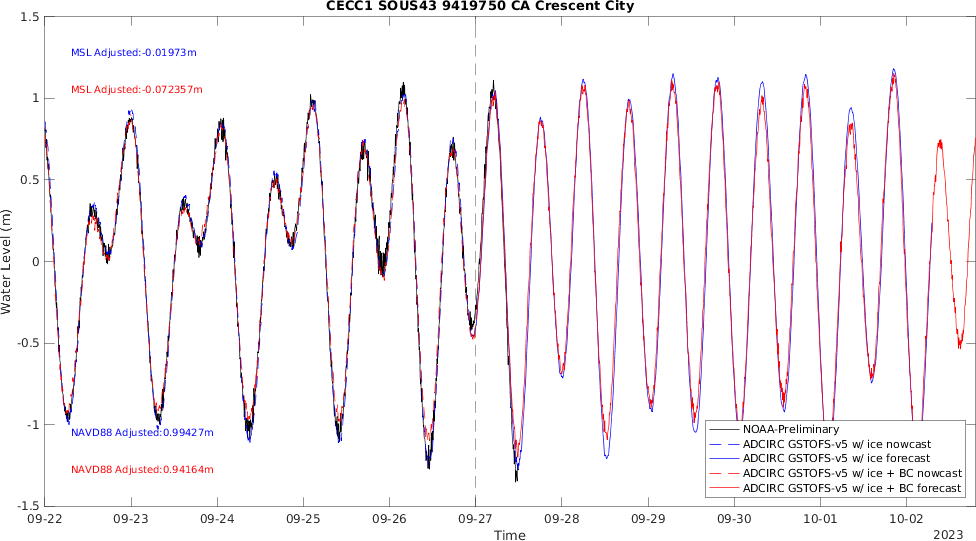 CECC1 SOUS43 9419750 CA Crescent City
1.5
1
0.5
0
-0.5
-1
-1.5
Water Level (m)
MSL Adjusted:-0.01973m
MSL Adjusted:-0.072357m
NAVD88 Adjusted:0.99427m
NAVD88 Adjusted:0.94164m
NOAA-Preliminary
ADCIRC GSTOFS-v5 w/ ice nowcast
ADCIRC GSTOFS-v5 w/ ice forecast
ADCIRC GSTOFS-v5 w/ ice + BC nowcast
ADCIRC GSTOFS-v5 w/ ice + BC forecast
09-22 09-23 09-24 09-25 09-26 09-27 09-28 09-29 09-30 10-01 10-02
Time
2023